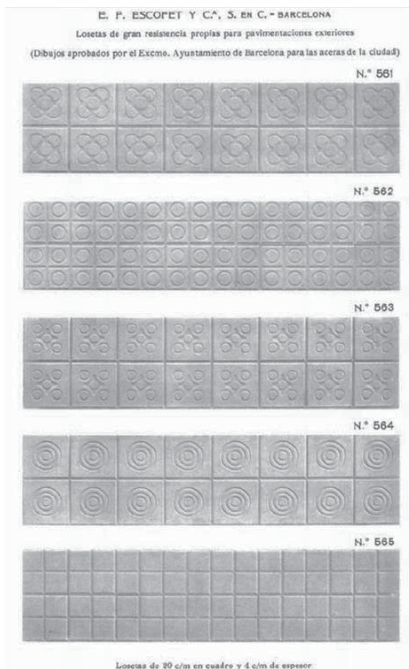 E. F. ESCOFET Y C.ª, S. EN C. - BARCELONA
Losetas de gran resistencia propias para pavimentaciones exteriores
(Dibujos aprobados por el Excmo. Ayuntamiento de Barcelona para las aceras de la ciudad)
N.º 561
N.º 562
N.º 563
N.º 564
N.º 565
Losetas de 20 c/m en cuadro y 4 c/m de espesor